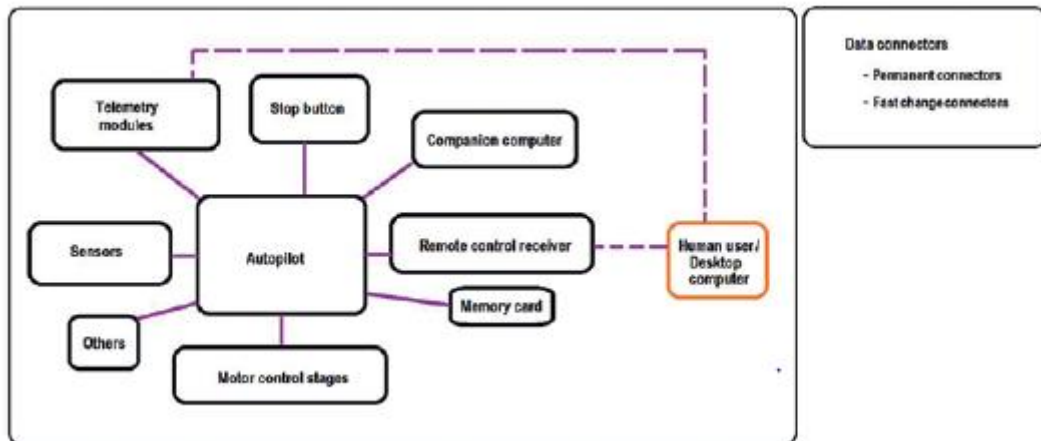 Data connectors
- Permanent connectors
- Fast change connectors
Telemetry
modules
Stop button
Companion computer
Sensors
Autopilot
Remote control receiver
Human user/
Desktop
computer
Memory card
Others
Motor control stages